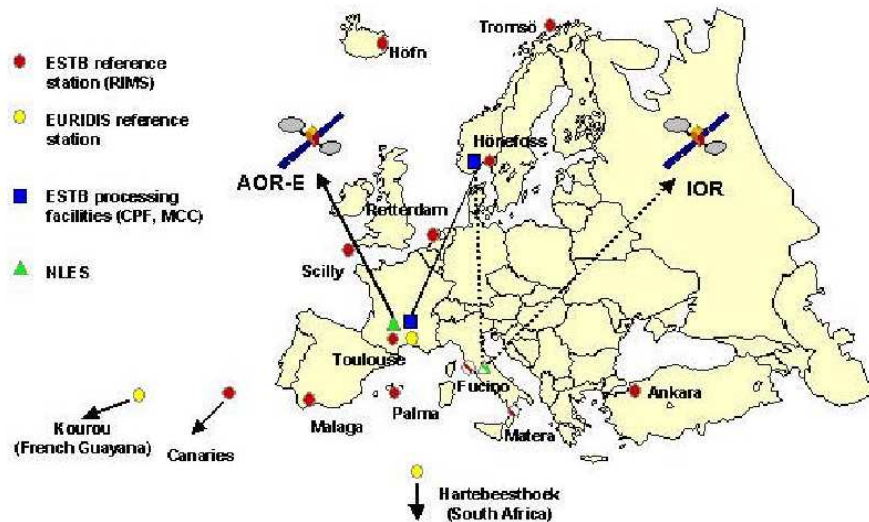 ESTB reference
station (RIMS)
EURIDIS reference
station
ESTB processing
facilities (CPF, MCC)
NLES
Tromsö
Höfn
Hönefoss
AOR-E
IOR
Rotterdam
Scilly
Toulouse
Fucino
Malaga
Palma
Matera
Ankara
Kourou
(French Guayana)
Canaries
Hartebeesthoek
(South Africa)